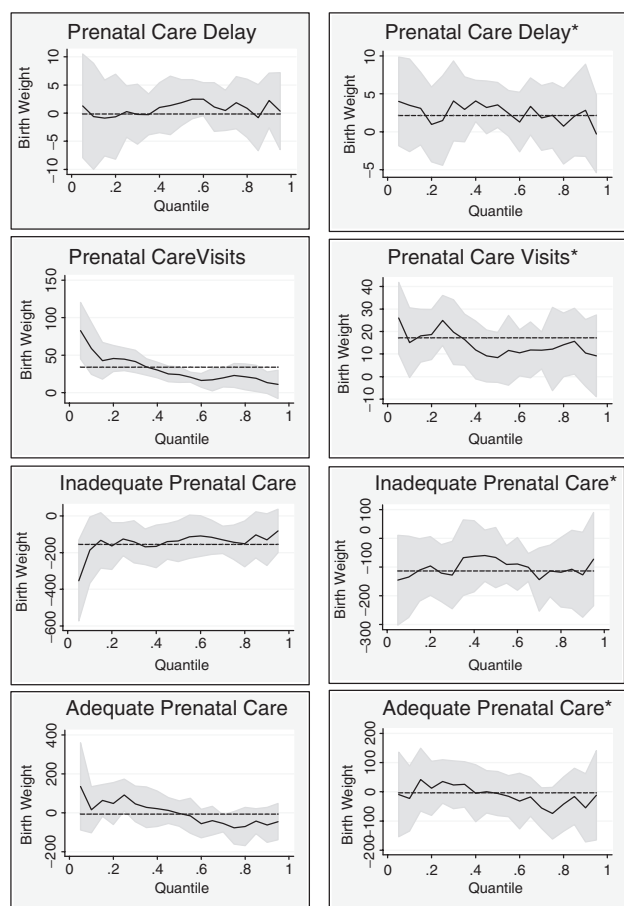 Prenatal Care Delay
Birth Weight
10
5
0
−5
−10
0 .2 .4 .6 .8 1
Quantile
Prenatal Care Delay*
Birth Weight
10
5
0
−5
0 .2 .4 .6 .8 1
Quantile
Prenatal CareVisits
Birth Weight
150
100
50
0
0 .2 .4 .6 .8 1
Quantile
Prenatal Care Visits*
Birth Weight
40
30
20
10
0
−10
0 .2 .4 .6 .8 1
Quantile
Inadequate Prenatal Care
Birth Weight
0
−200
−400
−600
0 .2 .4 .6 .8 1
Quantile
Inadequate Prenatal Care*
Birth Weight
100
0
−100
−200
−300
0 .2 .4 .6 .8 1
Quantile
Adequate Prenatal Care
Birth Weight
400
200
0
−200
0 .2 .4 .6 .8 1
Quantile
Adequate Prenatal Care*
Birth Weight
200
100
0
−100
−200
0 .2 .4 .6 .8 1
Quantile